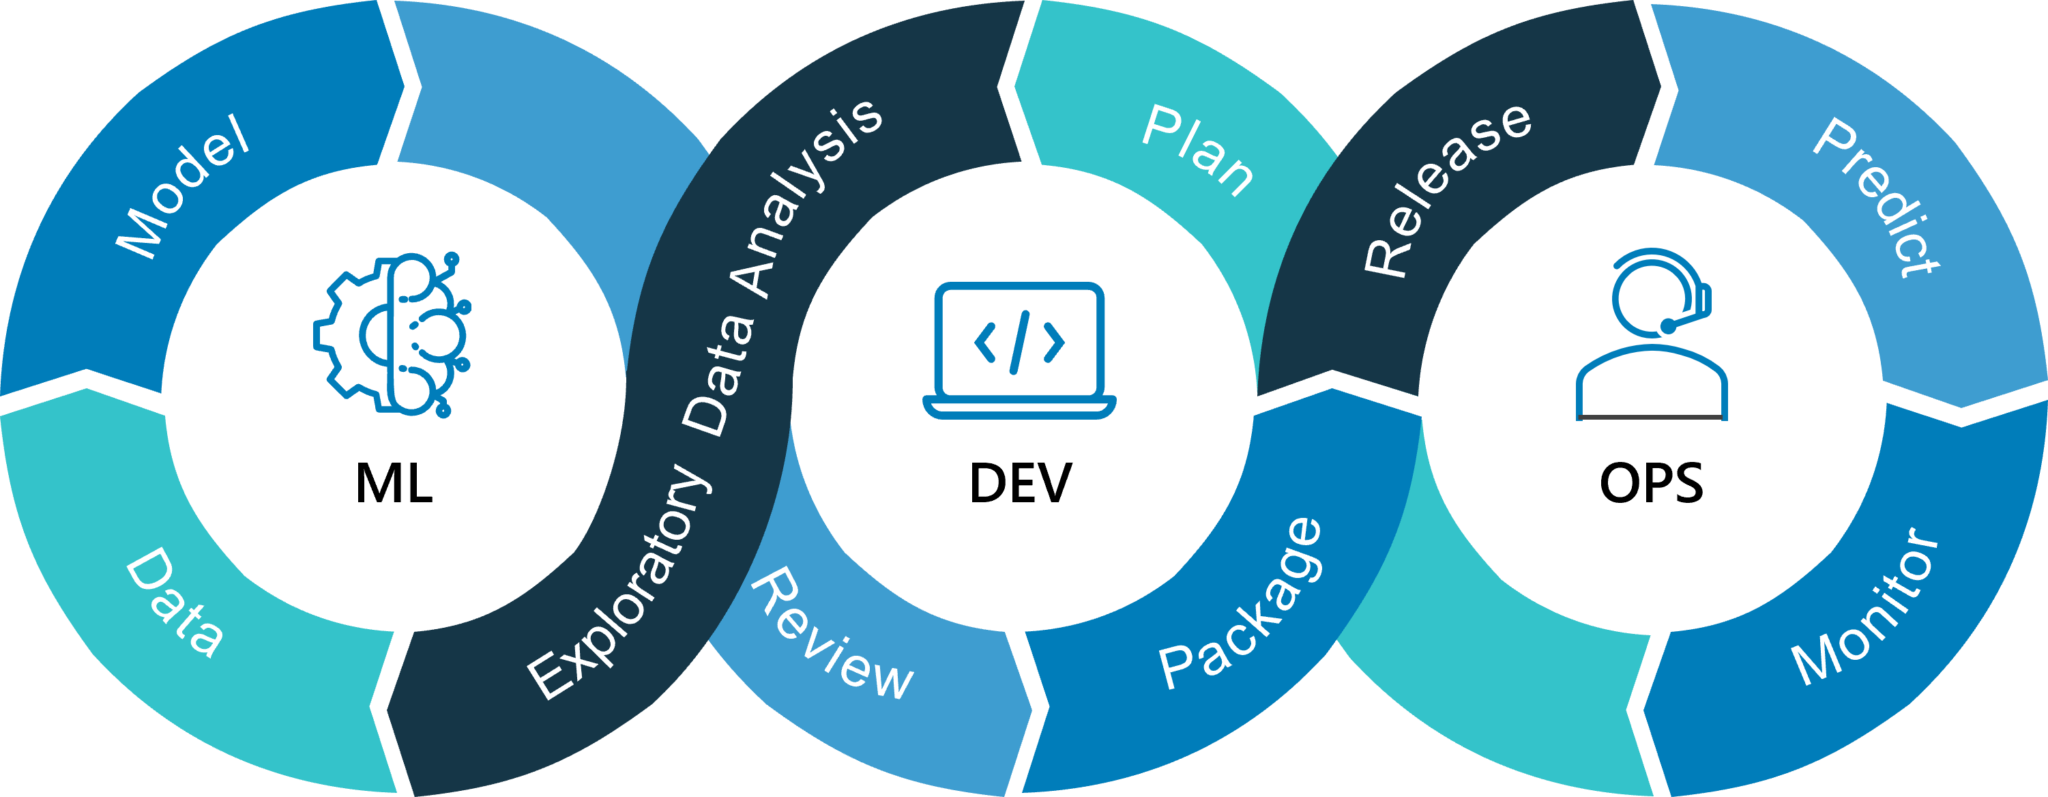 Model
Data
ML
Exploratory Data Analysis
Review
DEV
Plan
Package
Release
OPS
Predict
Monitor